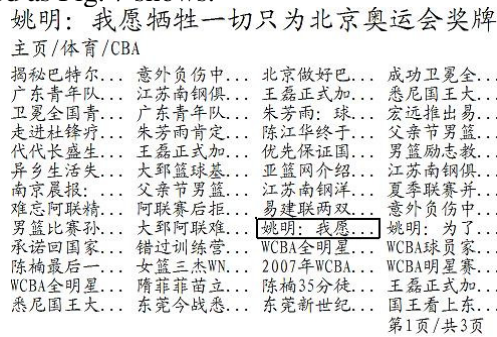 ed as Fig. 4 shows.
姚明：我愿牺牲一切只为北京奥运会奖牌
主页/体育/CBA
揭秘巴特尔... 意外负伤中... 北京做好巴... 成功卫冕全...
广东青年队... 江苏南钢俱... 王磊正式加... 悉尼国王大...
卫冕全国青... 广东青年队... 朱芳雨：球... 宏远推出易...
走进杜锋疗... 朱芳雨肯定... 陈江华终于... 父亲节男篮...
代代长盛生... 王磊正式加... 优先保证国... 男篮励志教...
异乡生活失... 大郅篮球基... 亚篮网介绍... 江苏南钢俱...
南京晨报：... 父亲节男篮... 江苏南钢洋... 夏季联赛并...
难忘阿联精... 阿联赛后拒... 易建联两双... 意外负伤中...
男篮比赛孙... 大郅阿联难... 姚明：我愿... 姚明：为了...
承诺回国家... 错过训练营... WCBA全明星... WCBA球员家...
陈楠最后一... 女篮三杰WN... 2007年WCBA... WCBA明星赛...
WCBA全明星... 隋菲菲苗立... 陈楠35分徒... 王磊正式加...
悉尼国王大... 东莞今战悉... 东莞新世纪... 国王看上东...
第1页/共3页